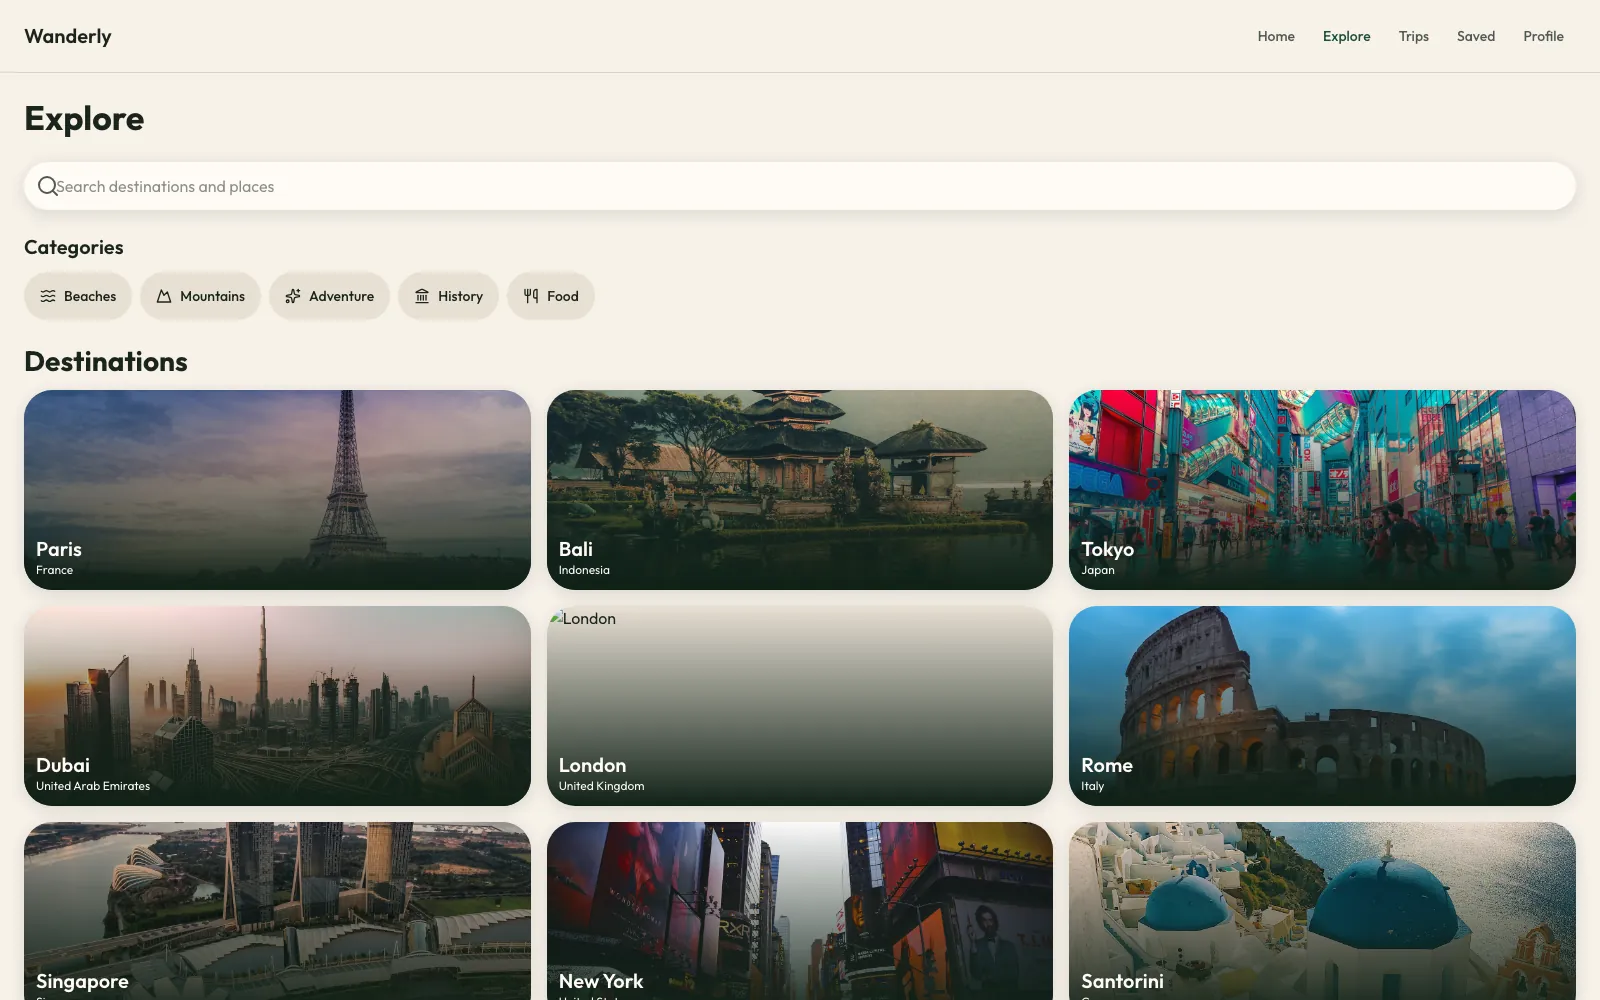 Wanderly
Home Explore Trips Saved Profile
Explore
Search destinations and places
Categories
Beaches Mountains Adventure History Food
Destinations
Paris
France
Bali
Indonesia
Tokyo
Japan
Dubai
United Arab Emirates
London
London
United Kingdom
Rome
Italy
Singapore
New York
Santorini